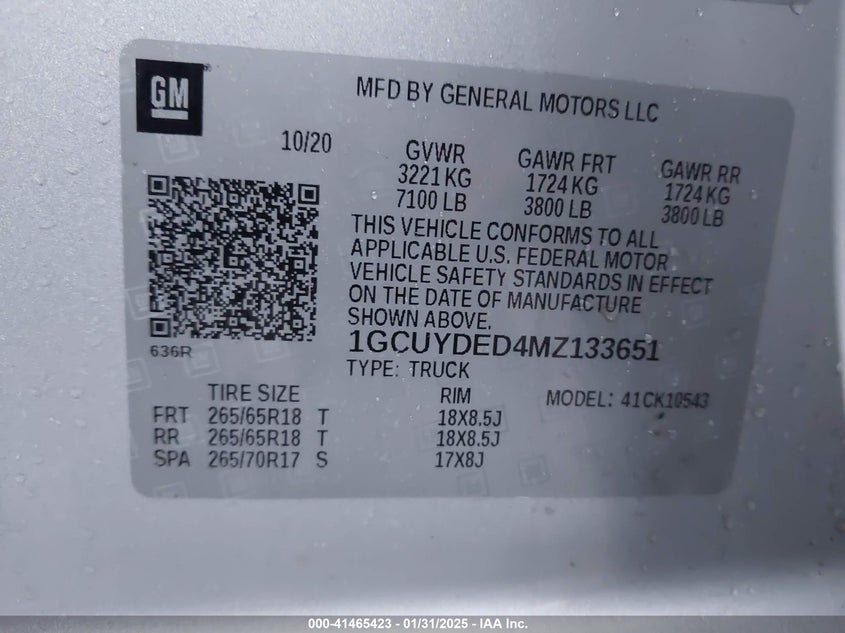 GM
MFD BY GENERAL MOTORS LLC
10/20
GVWR GAWR FRT GAWR RR
3221 KG 1724 KG 1724 KG
7100 LB 3800 LB 3800 LB
THIS VEHICLE CONFORMS TO ALL
APPLICABLE U.S. FEDERAL MOTOR
VEHICLE SAFETY STANDARDS IN EFFECT
ON THE DATE OF MANUFACTURE
SHOWN ABOVE.
636R
1GCUYDED4MZ133651
TYPE: TRUCK
TIRE SIZE RIM MODEL: 41CK10543
FRT 265/65R18 T 18X8.5J
RR 265/65R18 T 18X8.5J
SPA 265/70R17 S 17X8J
000-41465423 - 01/31/2025 - IAA Inc.